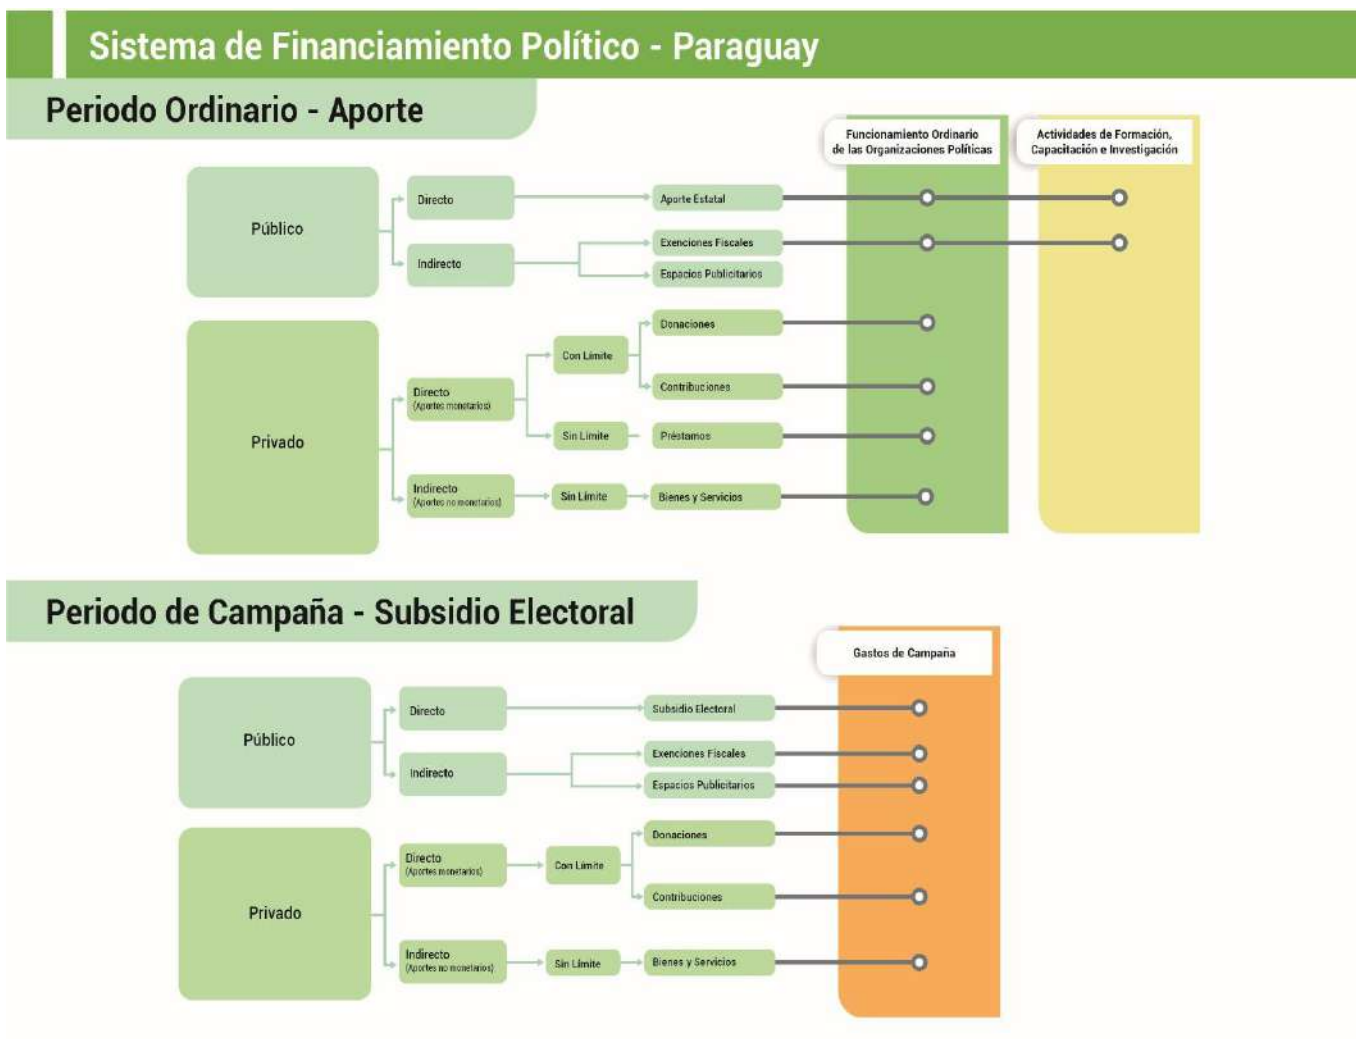 Sistema de Financiamiento Político - Paraguay
Periodo Ordinario - Aporte
Funcionamiento Ordinario
de las Organizaciones Políticas
Actividades de Formación,
Capacitación e Investigación
Público
Directo
Aporte Estatal
Indirecto
Exenciones Fiscales
Espacios Publicitarios
Privado
Directo
(Aportes monetarios)
Con Límite
Donaciones
Contribuciones
Sin Límite
Préstamos
Indirecto
(Aportes no monetarios)
Sin Límite
Bienes y Servicios
Periodo de Campaña - Subsidio Electoral
Gastos de Campaña
Público
Directo
Subsidio Electoral
Indirecto
Exenciones Fiscales
Espacios Publicitarios
Privado
Directo
(Aportes monetarios)
Con Límite
Donaciones
Contribuciones
Indirecto
(Aportes no monetarios)
Sin Límite
Bienes y Servicios